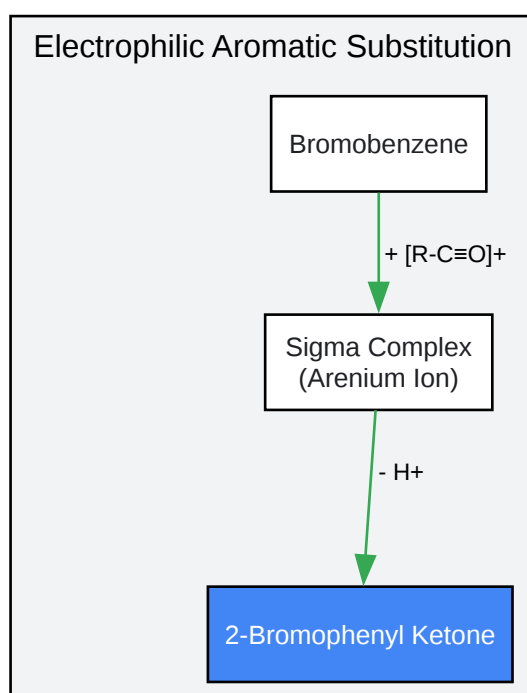 Electrophilic Aromatic Substitution
Bromobenzene
+ [R-C≡O]+
Sigma Complex
(Arenium Ion)
- H+
2-Bromophenyl Ketone